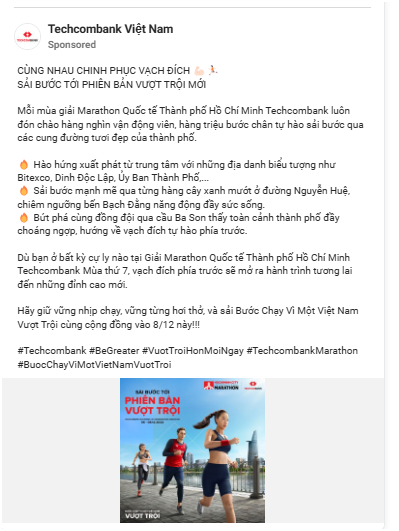 Techcombank Việt Nam
Sponsored
CÙNG NHAU CHINH PHỤC VẠCH ĐÍCH 💪🏻🏃🏻
SẢI BƯỚC TỚI PHIÊN BẢN VƯỢT TRỘI MỚI
Mỗi mùa giải Marathon Quốc tế Thành phố Hồ Chí Minh Techcombank luôn
đón chào hàng nghìn vận động viên, hàng triệu bước chân tự hào sải bước qua
các cung đường tươi đẹp của thành phố.
🔥 Hào hứng xuất phát từ trung tâm với những địa danh biểu tượng như
Bitexco, Dinh Độc Lập, Ủy Ban Thành Phố,...
🔥 Sải bước mạnh mẽ qua từng hàng cây xanh mướt ở đường Nguyễn Huệ,
chiêm ngưỡng bến Bạch Đằng năng động đầy sức sống.
🔥 Bứt phá cùng đồng đội qua cầu Ba Son thấy toàn cảnh thành phố đầy
choáng ngợp, hướng về vạch đích tự hào phía trước.
Dù bạn ở bất kỳ cự ly nào tại Giải Marathon Quốc tế Thành phố Hồ Chí Minh
Techcombank Mùa thứ 7, vạch đích phía trước sẽ mở ra hành trình tương lai
đến những đỉnh cao mới.
Hãy giữ vững nhịp chạy, vững từng hơi thở, và sải Bước Chạy Vì Một Việt Nam
Vượt Trội cùng cộng đồng vào 8/12 này!!!
#Techcombank #BeGreater #VuotTroiHonMoiNgay #TechcombankMarathon
#BuocChayViMotVietNamVuotTroi
SẢI BƯỚC TỚI
PHIÊN BẢN
VƯỢT TRỘI
MARATHON
VƯỢT TRỘI